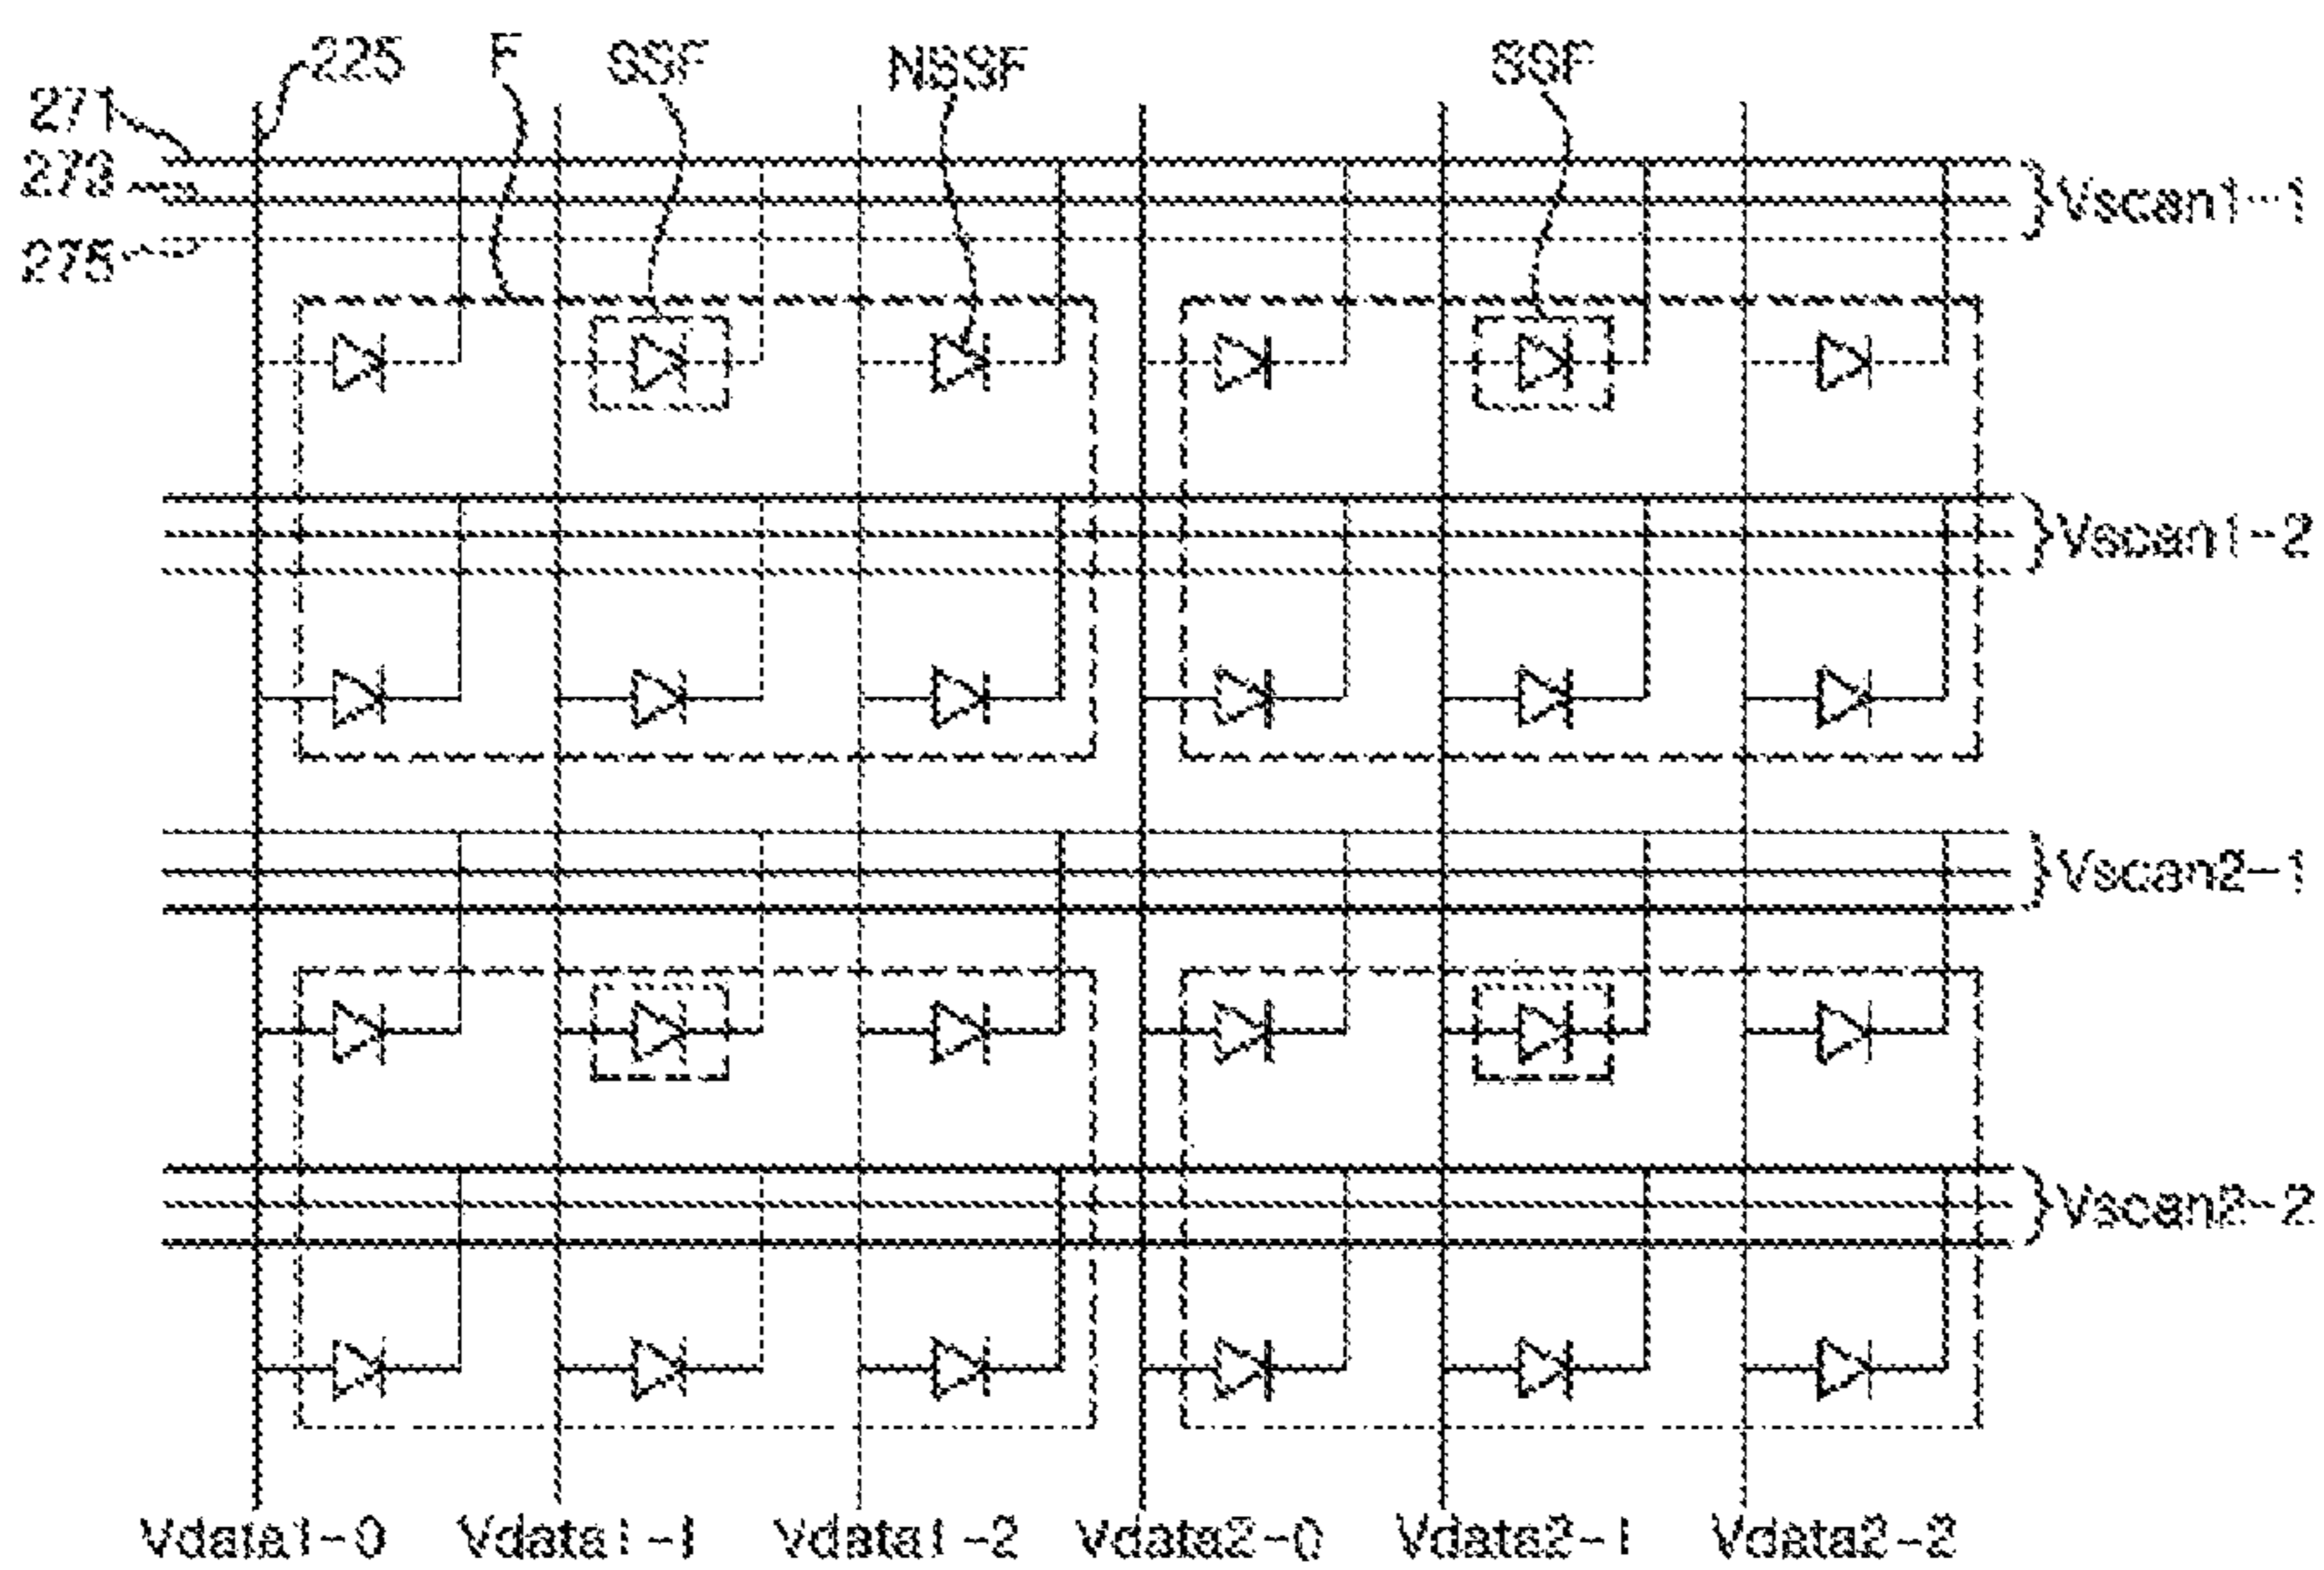 225 F SSF NSSF SSF
271
273
275
Vscan1-1
Vscan1-2
Vscan2-1
Vscan2-2
Vdata1-0 Vdata1-1 Vdata1-2 Vdata2-0 Vdata2-1 Vdata2-2